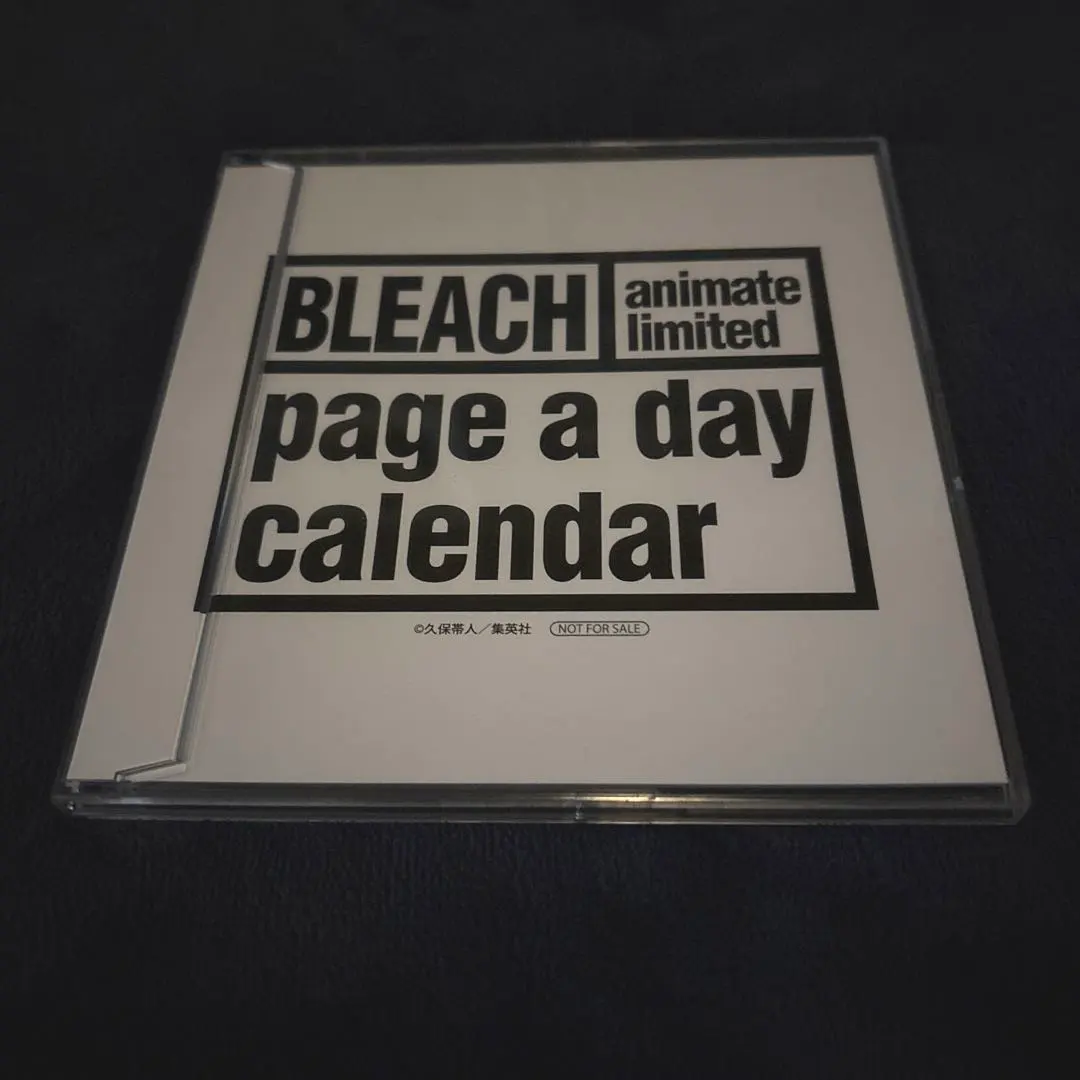 BLEACH
animate
limited
page a day
calendar
©久保帯人／集英社 NOT FOR SALE